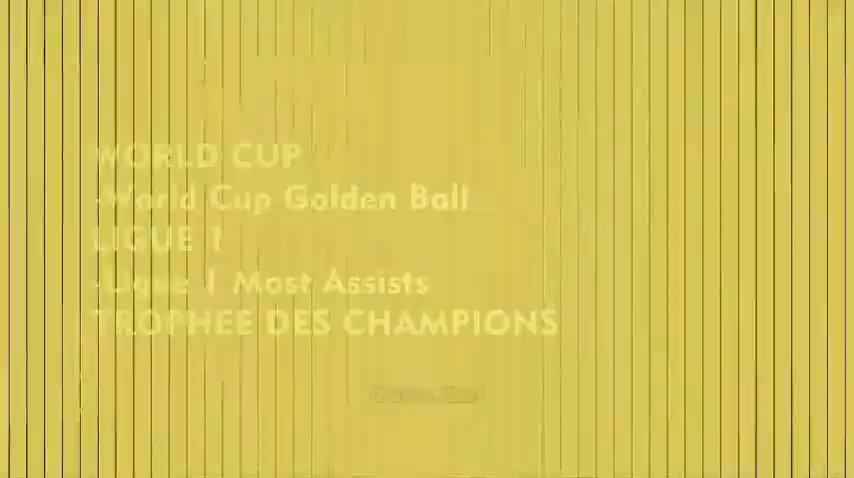 WORLD CUP
-World Cup Golden Ball
LIGUE 1
-Ligue 1 Most Assists
TROPHEE DES CHAMPIONS